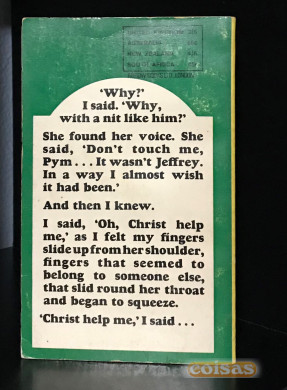 'Why?'
I said. 'Why,
with a nit like him?'
She found her voice. She
said, 'Don't touch me,
Pym . . . It wasn't Jeffrey.
In a way I almost wish
it had been.'
And then I knew.
I said, 'Oh, Christ help
me,' as I felt my fingers
slide up from her shoulder,
fingers that seemed to
belong to someone else,
that slid round her throat
and began to squeeze.
'Christ help me,' I said . . .
coisas